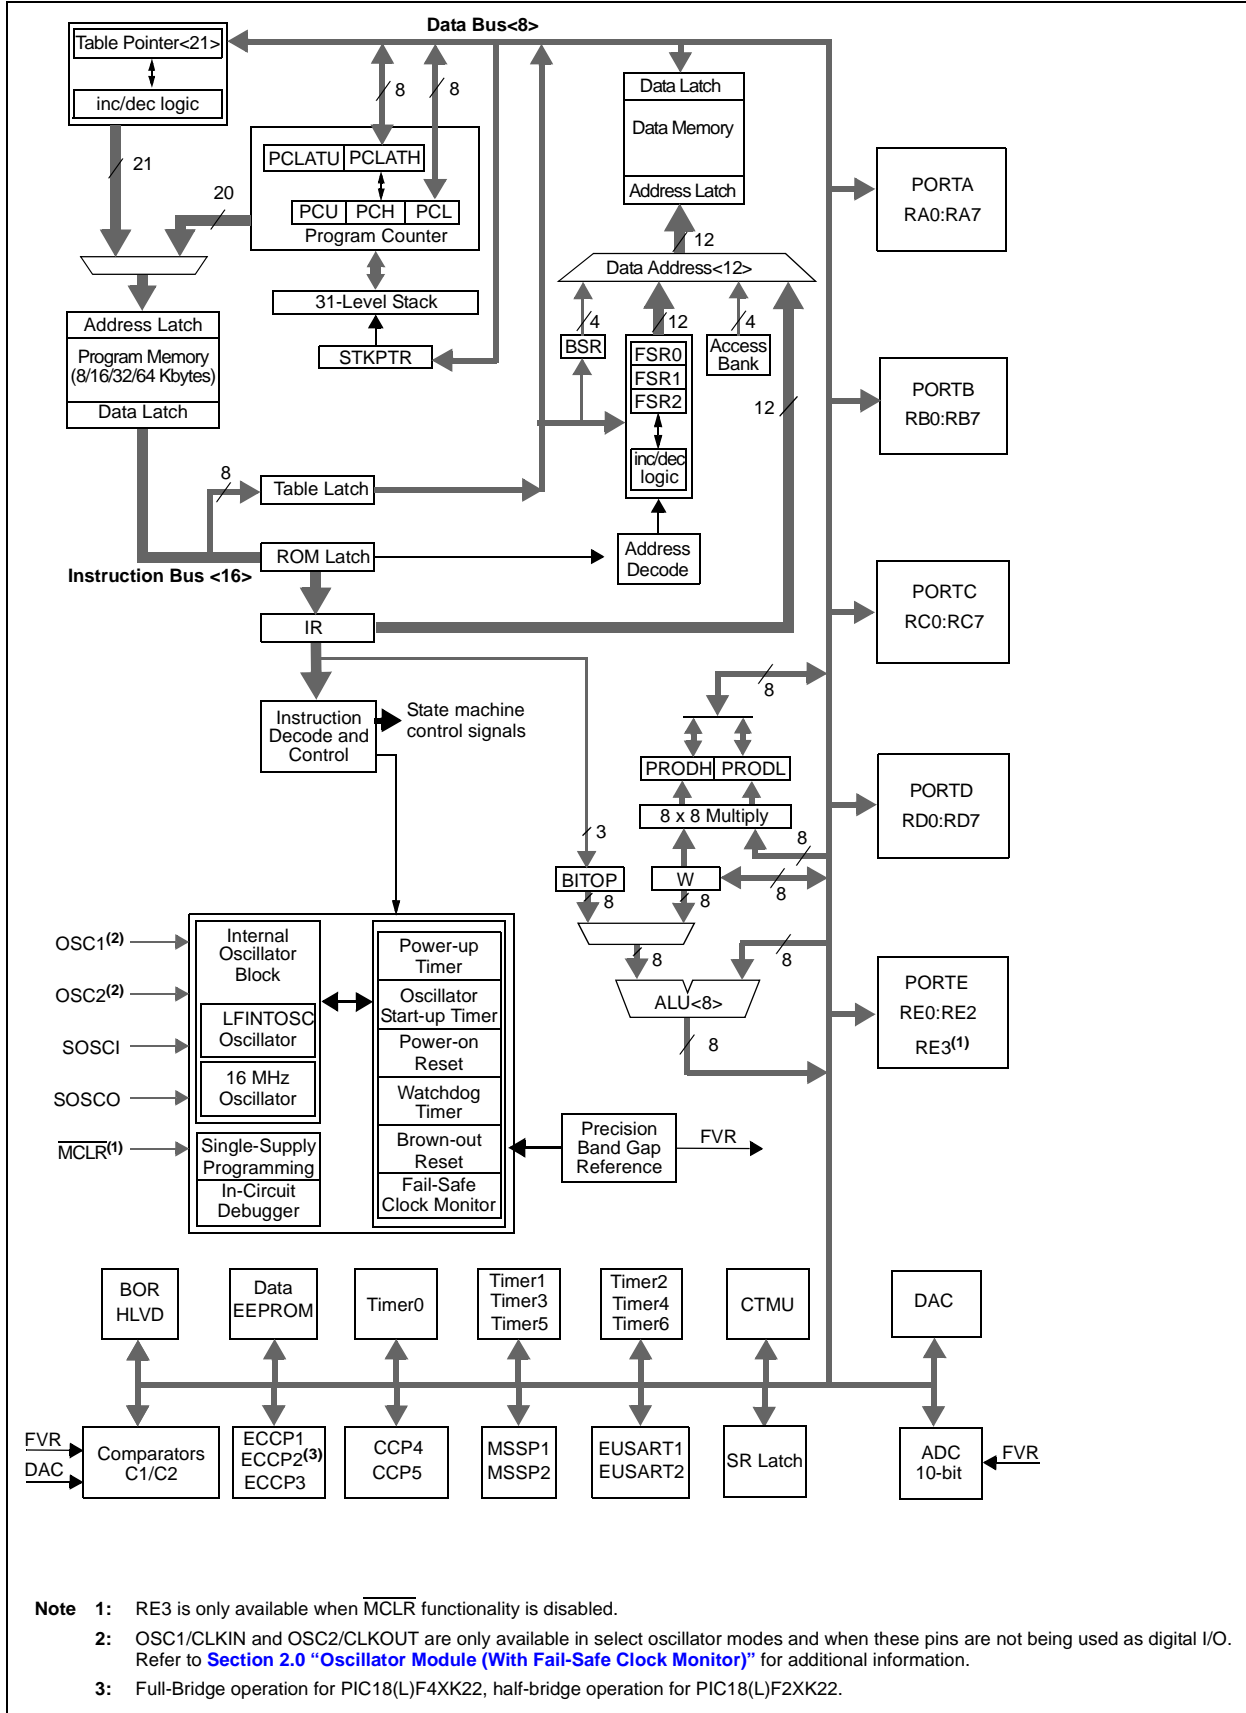 Data Bus<8>
Table Pointer<21>
inc/dec logic
21
20
8
8
PCLATU PCLATH
PCU PCH PCL
Program Counter
31-Level Stack
STKPTR
Data Latch
Data Memory
Address Latch
12
Data Address<12>
4
12
4
BSR
FSR0
FSR1
FSR2
inc/dec
logic
Access
Bank
12
Address
Decode
Address Latch
Program Memory
(8/16/32/64 Kbytes)
Data Latch
8
Table Latch
ROM Latch
Instruction Bus <16>
IR
Instruction
Decode and
Control
State machine
control signals
8
PRODH PRODL
8 x 8 Multiply
3
8
BITOP
W
8
8
8
8
8
ALU<8>
8
PORTA
RA0:RA7
PORTB
RB0:RB7
PORTC
RC0:RC7
PORTD
RD0:RD7
PORTE
RE0:RE2
RE3(1)
OSC1(2)
OSC2(2)
SOSCI
SOSCO
MCLR(1)
Internal
Oscillator
Block
LFINTOSC
Oscillator
16 MHz
Oscillator
Single-Supply
Programming
In-Circuit
Debugger
Power-up
Timer
Oscillator
Start-up Timer
Power-on
Reset
Watchdog
Timer
Brown-out
Reset
Fail-Safe
Clock Monitor
Precision
Band Gap
Reference
FVR
BOR
HLVD
Data
EEPROM
Timer0
Timer1
Timer3
Timer5
Timer2
Timer4
Timer6
CTMU
DAC
FVR
DAC
Comparators
C1/C2
ECCP1
ECCP2(3)
ECCP3
CCP4
CCP5
MSSP1
MSSP2
EUSART1
EUSART2
SR Latch
ADC
10-bit
FVR
Note 1: RE3 is only available when MCLR functionality is disabled.
2: OSC1/CLKIN and OSC2/CLKOUT are only available in select oscillator modes and when these pins are not being used as digital I/O.
Refer to Section 2.0 “Oscillator Module (With Fail-Safe Clock Monitor)” for additional information.
3: Full-Bridge operation for PIC18(L)F4XK22, half-bridge operation for PIC18(L)F2XK22.